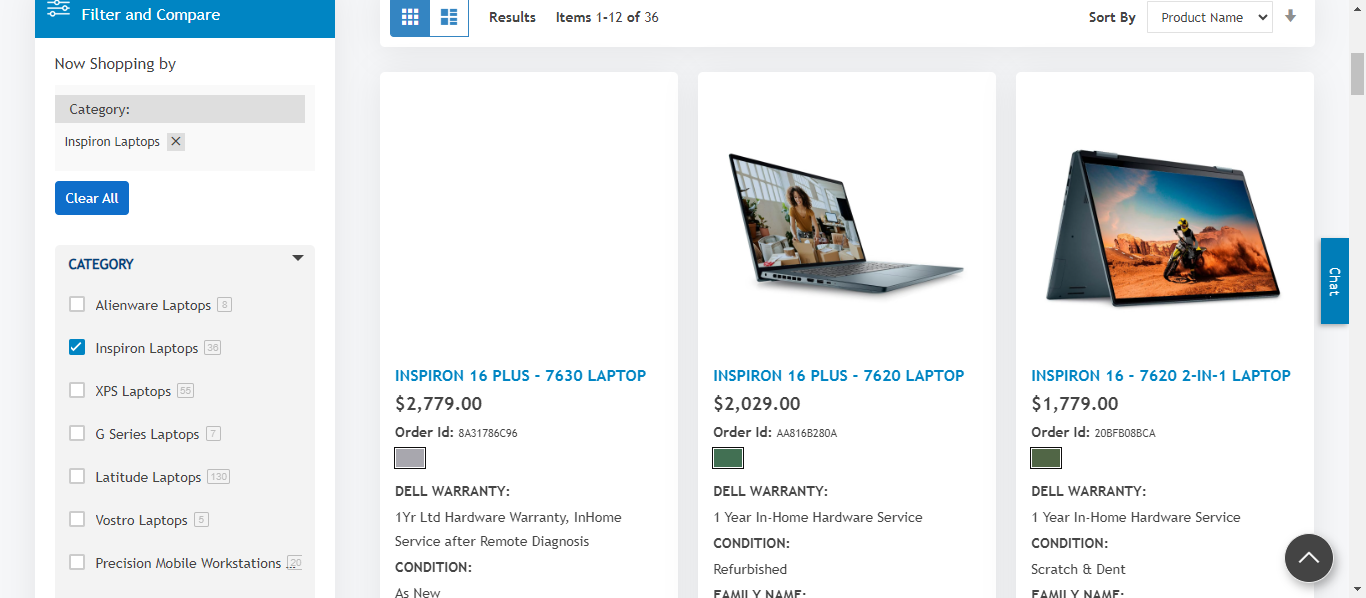 Filter and Compare
Now Shopping by
Category:
Inspiron Laptops
Clear All
CATEGORY
Alienware Laptops 8
Inspiron Laptops 36
XPS Laptops 55
G Series Laptops 7
Latitude Laptops 130
Vostro Laptops 5
Precision Mobile Workstations ... 20
Results Items 1-12 of 36
Sort By Product Name
INSPIRON 16 PLUS - 7630 LAPTOP
$2,779.00
Order Id: 8A31786C96
DELL WARRANTY:
1Yr Ltd Hardware Warranty, InHome
Service after Remote Diagnosis
CONDITION:
As New
INSPIRON 16 PLUS - 7620 LAPTOP
$2,029.00
Order Id: AA816B280A
DELL WARRANTY:
1 Year In-Home Hardware Service
CONDITION:
Refurbished
FAMILY NAME:
INSPIRON 16 - 7620 2-IN-1 LAPTOP
$1,779.00
Order Id: 20BFB08BCA
DELL WARRANTY:
1 Year In-Home Hardware Service
CONDITION:
Scratch & Dent
FAMILY NAME:
Chat